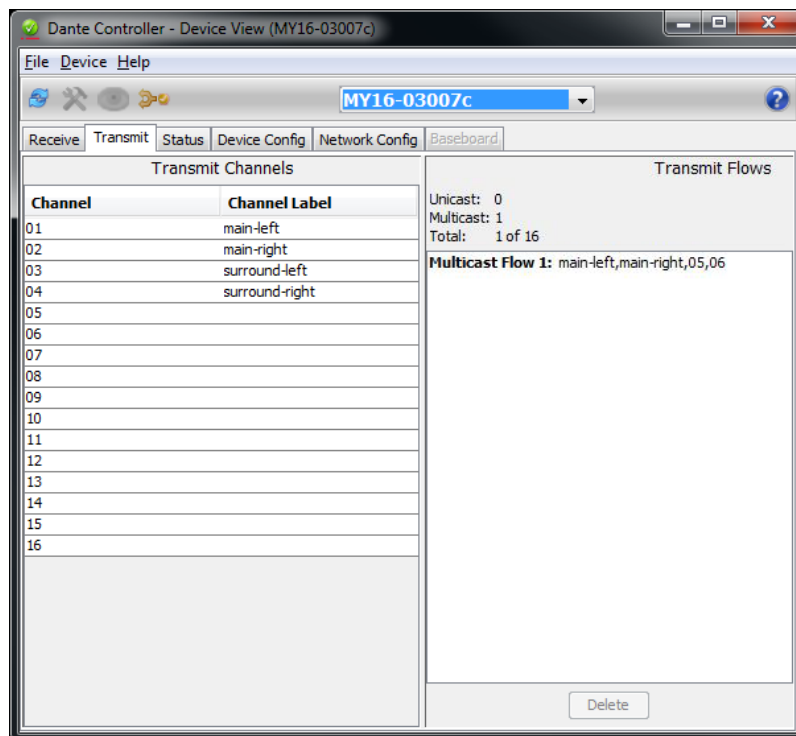 Dante Controller - Device View (MY16-03007c)
File Device Help
MY16-03007c
Receive Transmit Status Device Config Network Config Baseboard
Transmit Channels
Channel Channel Label
01 main-left
02 main-right
03 surround-left
04 surround-right
05
06
07
08
09
10
11
12
13
14
15
16
Transmit Flows
Unicast: 0
Multicast: 1
Total: 1 of 16
Multicast Flow 1: main-left,main-right,05,06
Delete